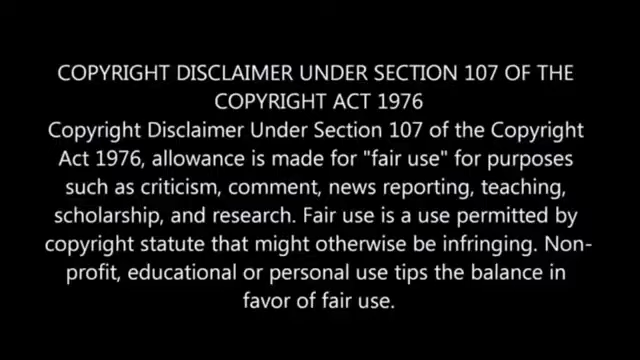 COPYRIGHT DISCLAIMER UNDER SECTION 107 OF THE
COPYRIGHT ACT 1976
Copyright Disclaimer Under Section 107 of the Copyright
Act 1976, allowance is made for "fair use" for purposes
such as criticism, comment, news reporting, teaching,
scholarship, and research. Fair use is a use permitted by
copyright statute that might otherwise be infringing. Non-
profit, educational or personal use tips the balance in
favor of fair use.